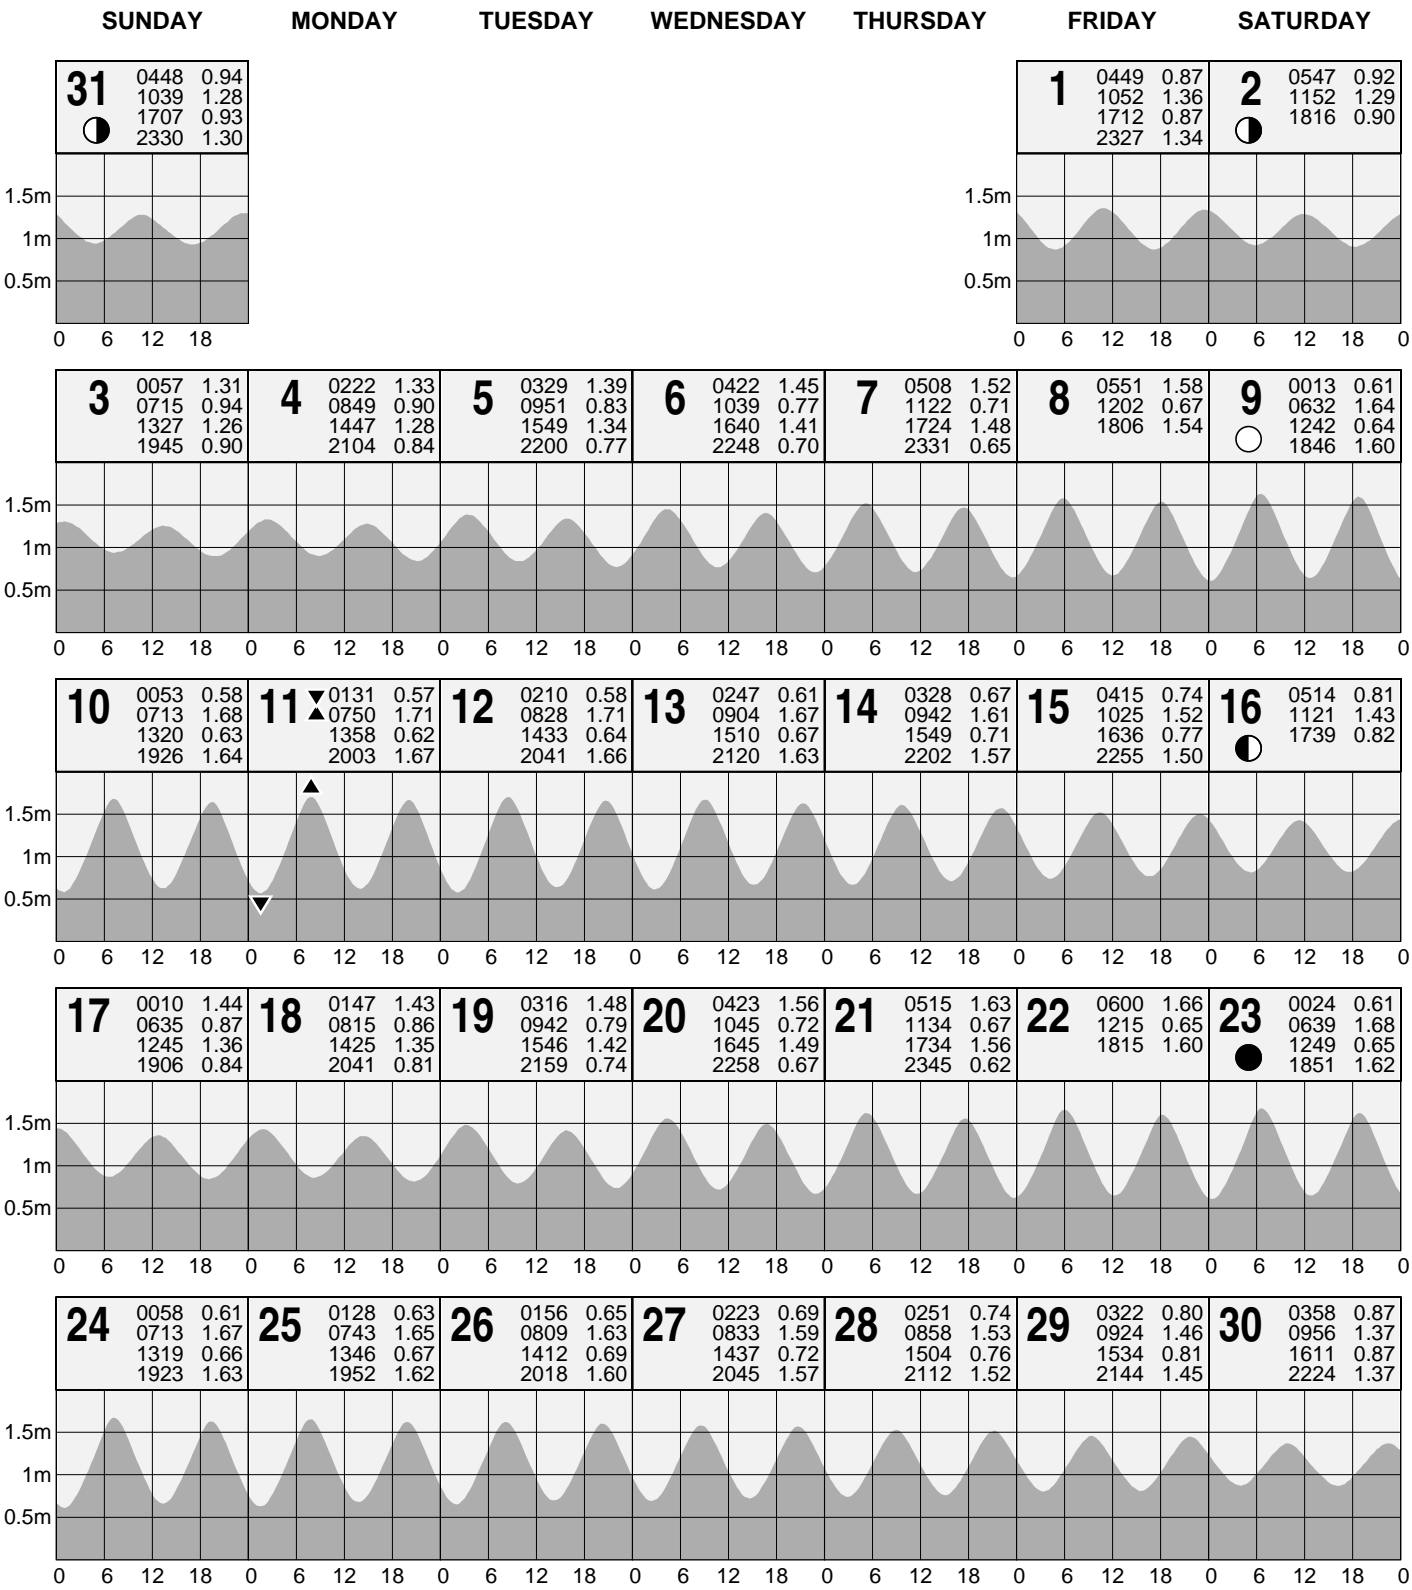 SUNDAY MONDAY TUESDAY WEDNESDAY THURSDAY FRIDAY SATURDAY
31 0448 0.94
1039 1.28
1707 0.93
2330 1.30
1 0449 0.87
1052 1.36
1712 0.87
2327 1.34
2 0547 0.92
1152 1.29
1816 0.90
1.5m
1m
0.5m
0 6 12 18
1.5m
1m
0.5m
0 6 12 18 0 6 12 18 0
3 0057 1.31
0715 0.94
1327 1.26
1945 0.90
4 0222 1.33
0849 0.90
1447 1.28
2104 0.84
5 0329 1.39
0951 0.83
1549 1.34
2200 0.77
6 0422 1.45
1039 0.77
1640 1.41
2248 0.70
7 0508 1.52
1122 0.71
1724 1.48
2331 0.65
8 0551 1.58
1202 0.67
1806 1.54
9 0013 0.61
0632 1.64
1242 0.64
1846 1.60
1.5m
1m
0.5m
0 6 12 18 0 6 12 18 0 6 12 18 0 6 12 18 0 6 12 18 0 6 12 18 0 6 12 18 0
10 0053 0.58
0713 1.68
1320 0.63
1926 1.64
11 0131 0.57
0750 1.71
1358 0.62
2003 1.67
12 0210 0.58
0828 1.71
1433 0.64
2041 1.66
13 0247 0.61
0904 1.67
1510 0.67
2120 1.63
14 0328 0.67
0942 1.61
1549 0.71
2202 1.57
15 0415 0.74
1025 1.52
1636 0.77
2255 1.50
16 0514 0.81
1121 1.43
1739 0.82
1.5m
1m
0.5m
0 6 12 18 0 6 12 18 0 6 12 18 0 6 12 18 0 6 12 18 0 6 12 18 0 6 12 18 0
17 0010 1.44
0635 0.87
1245 1.36
1906 0.84
18 0147 1.43
0815 0.86
1425 1.35
2041 0.81
19 0316 1.48
0942 0.79
1546 1.42
2159 0.74
20 0423 1.56
1045 0.72
1645 1.49
2258 0.67
21 0515 1.63
1134 0.67
1734 1.56
2345 0.62
22 0600 1.66
1215 0.65
1815 1.60
23 0024 0.61
0639 1.68
1249 0.65
1851 1.62
1.5m
1m
0.5m
0 6 12 18 0 6 12 18 0 6 12 18 0 6 12 18 0 6 12 18 0 6 12 18 0 6 12 18 0
24 0058 0.61
0713 1.67
1319 0.66
1923 1.63
25 0128 0.63
0743 1.65
1346 0.67
1952 1.62
26 0156 0.65
0809 1.63
1412 0.69
2018 1.60
27 0223 0.69
0833 1.59
1437 0.72
2045 1.57
28 0251 0.74
0858 1.53
1504 0.76
2112 1.52
29 0322 0.80
0924 1.46
1534 0.81
2144 1.45
30 0358 0.87
0956 1.37
1611 0.87
2224 1.37
1.5m
1m
0.5m
0 6 12 18 0 6 12 18 0 6 12 18 0 6 12 18 0 6 12 18 0 6 12 18 0 6 12 18 0